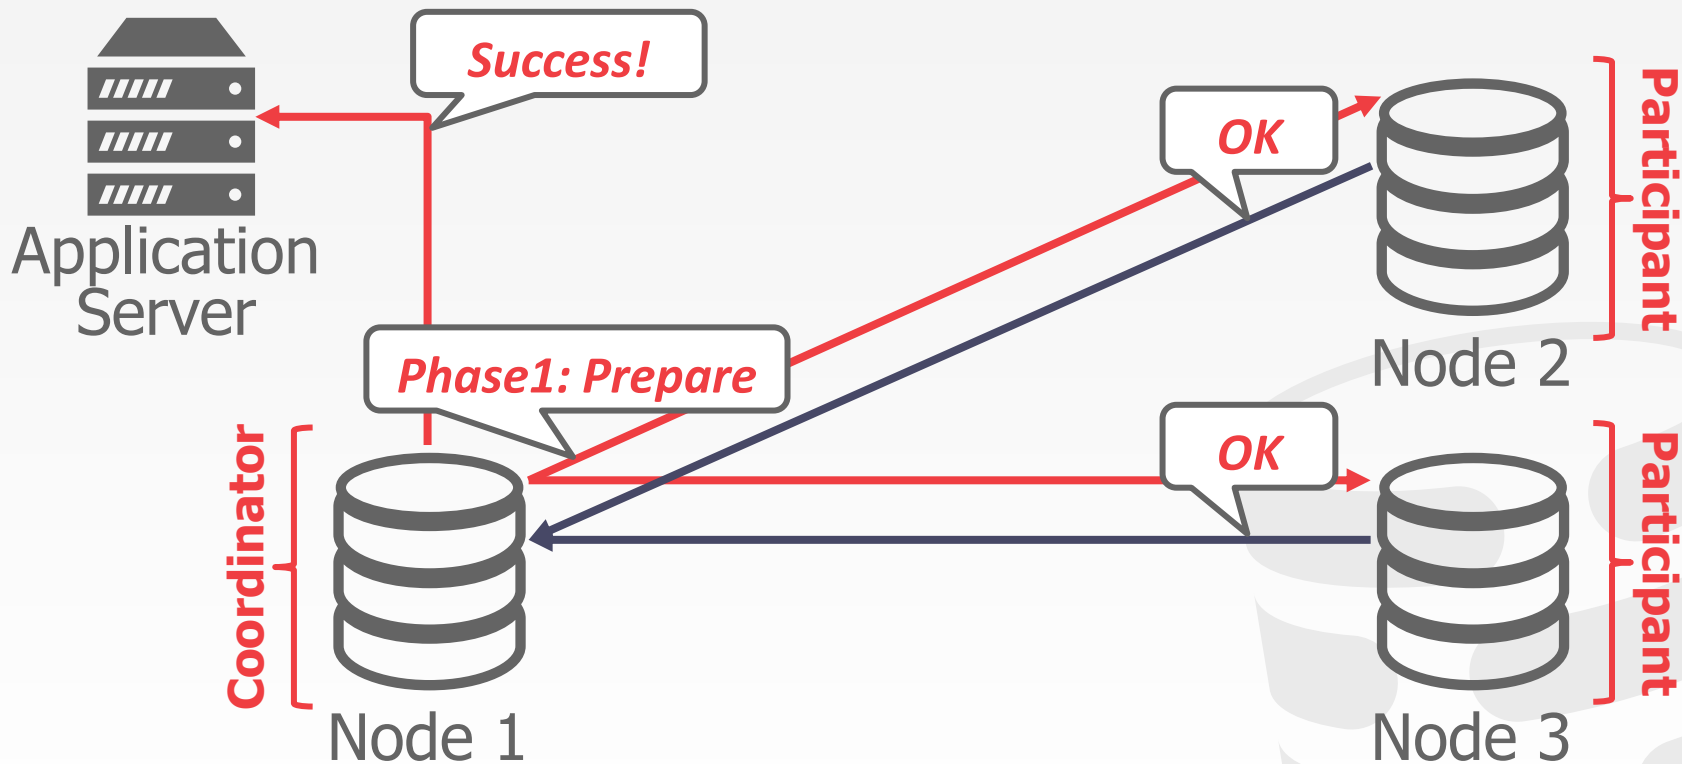 Success!
OK
Participant
Application
Server
Node 2
Phase1: Prepare
OK
Coordinator
Participant
Node 1
Node 3